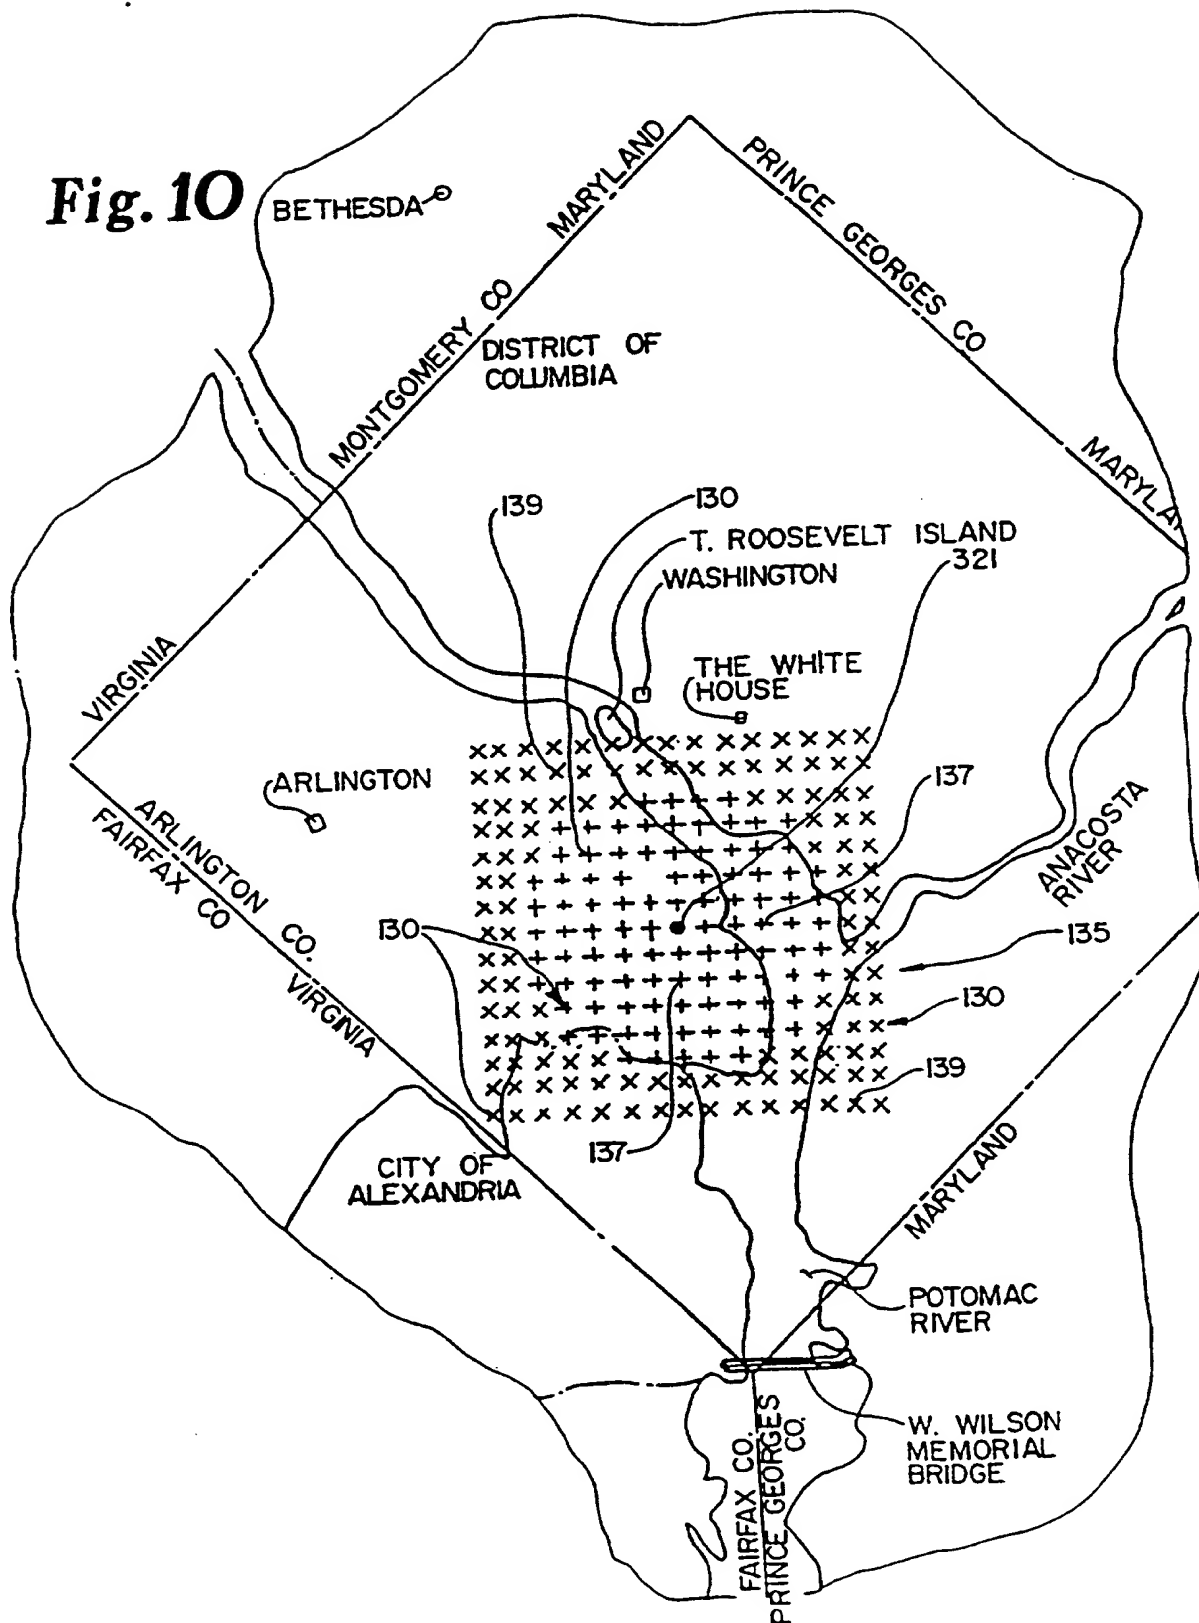 Fig. 10
BETHESDA
MONTGOMERY CO MARYLAND
PRINCE GEORGES CO
DISTRICT OF
COLUMBIA
139
130
T. ROOSEVELT ISLAND
321
WASHINGTON
THE WHITE
HOUSE
VIRGINIA
ARLINGTON
137
ARLINGTON CO.
FAIRFAX CO
VIRGINIA
ANACOSTA
RIVER
130
135
130
139
137
CITY OF
ALEXANDRIA
MARYLAND
POTOMAC
RIVER
W. WILSON
MEMORIAL
BRIDGE
FAIRFAX CO.
PRINCE GEORGES
CO.